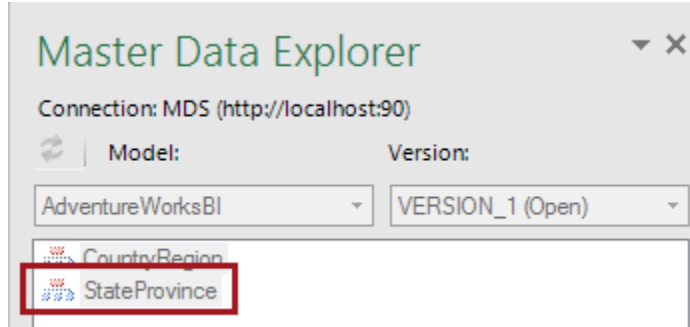 Master Data Explorer
Connection: MDS (http://localhost:90)
Model: Version:
AdventureWorksBI VERSION_1 (Open)
CountryRegion
StateProvince